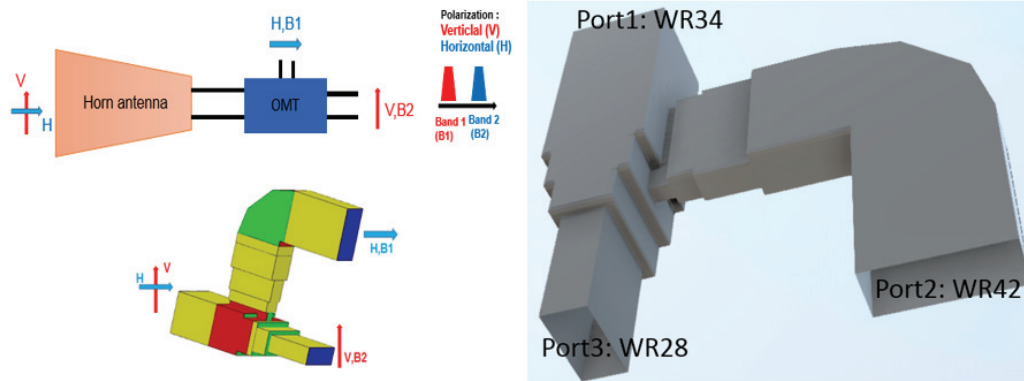 Polarization :
Verticlal (V)
Horizontal (H)
H,B1
V
Horn antenna
OMT
H
V,B2
Band 1
(B1)
Band 2
(B2)
H,B1
V
H
V,B2
Port1: WR34
Port2: WR42
Port3: WR28